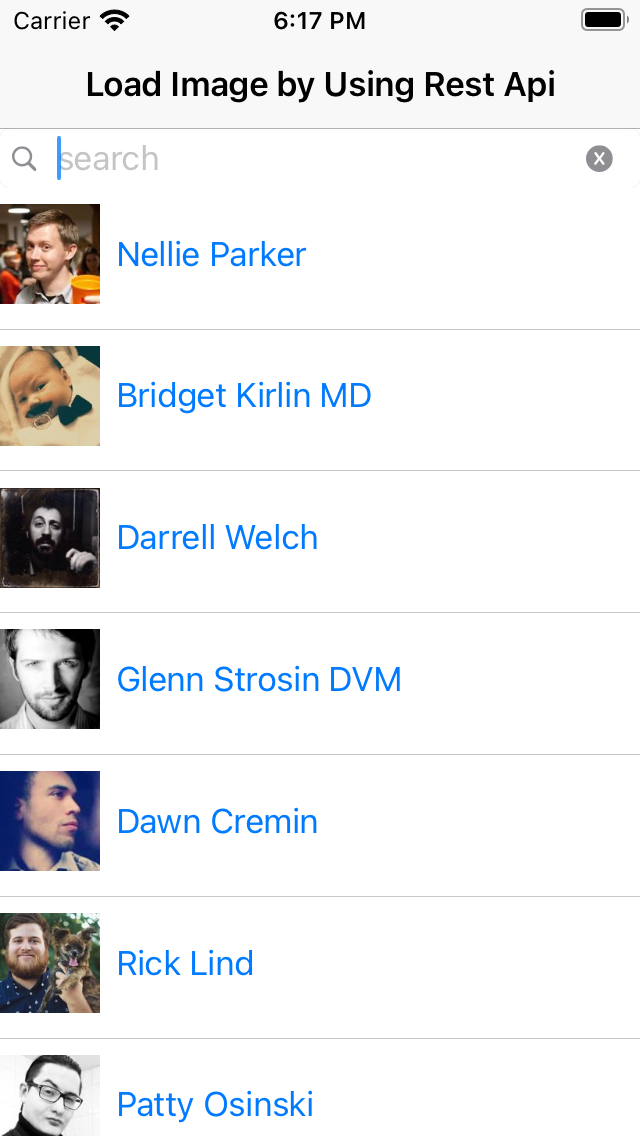 Carrier 6:17 PM
Load Image by Using Rest Api
search
Nellie Parker
Bridget Kirlin MD
Darrell Welch
Glenn Strosin DVM
Dawn Cremin
Rick Lind
Patty Osinski